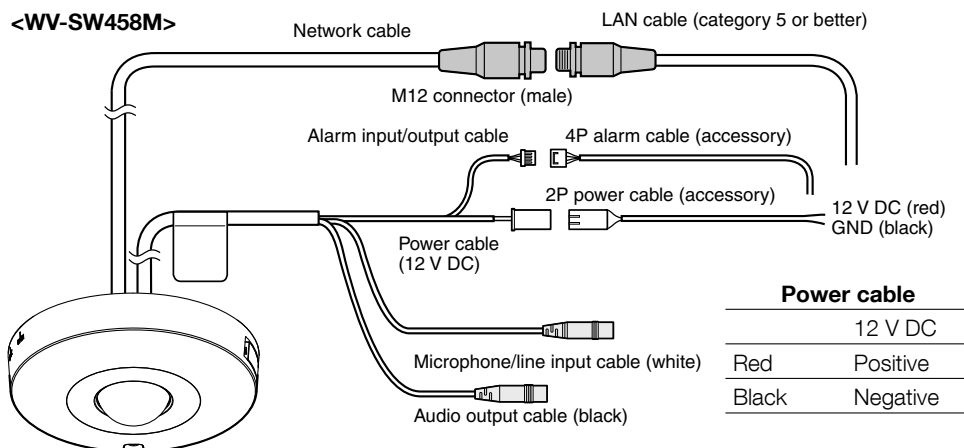 <WV-SW458M>
Network cable
LAN cable (category 5 or better)
M12 connector (male)
Alarm input/output cable
4P alarm cable (accessory)
2P power cable (accessory)
12 V DC (red)
GND (black)
Power cable
(12 V DC)
Microphone/line input cable (white)
Audio output cable (black)
Power cable
12 V DC
Red Positive
Black Negative